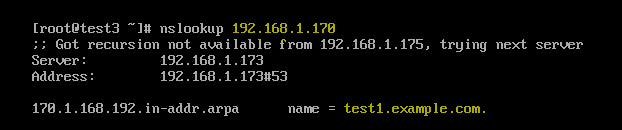 [root@test3 ~]# nslookup 192.168.1.170
;; Got recursion not available from 192.168.1.175, trying next server
Server: 192.168.1.173
Address: 192.168.1.173#53
170.1.168.192.in-addr.arpa name = test1.example.com.